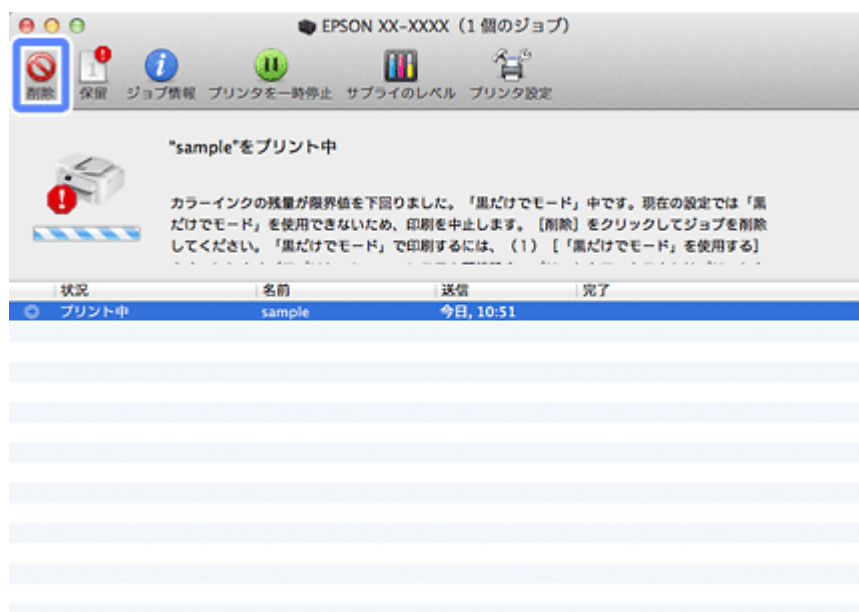 EPSON XX-XXXX（1 個のジョブ）
削除 保留 ジョブ情報 プリンタを一時停止 サプライのレベル プリンタ設定
"sample"をプリント中
カラーインクの残量が限界値を下回りました。「黒だけでモード」中です。現在の設定では「黒
だけでモード」を使用できないため、印刷を中止します。［削除］をクリックしてジョブを削除
してください。「黒だけでモード」で印刷するには、（1）［「黒だけでモード」を使用する］
状況 名前 送信 完了
プリント中 sample 今日, 10:51